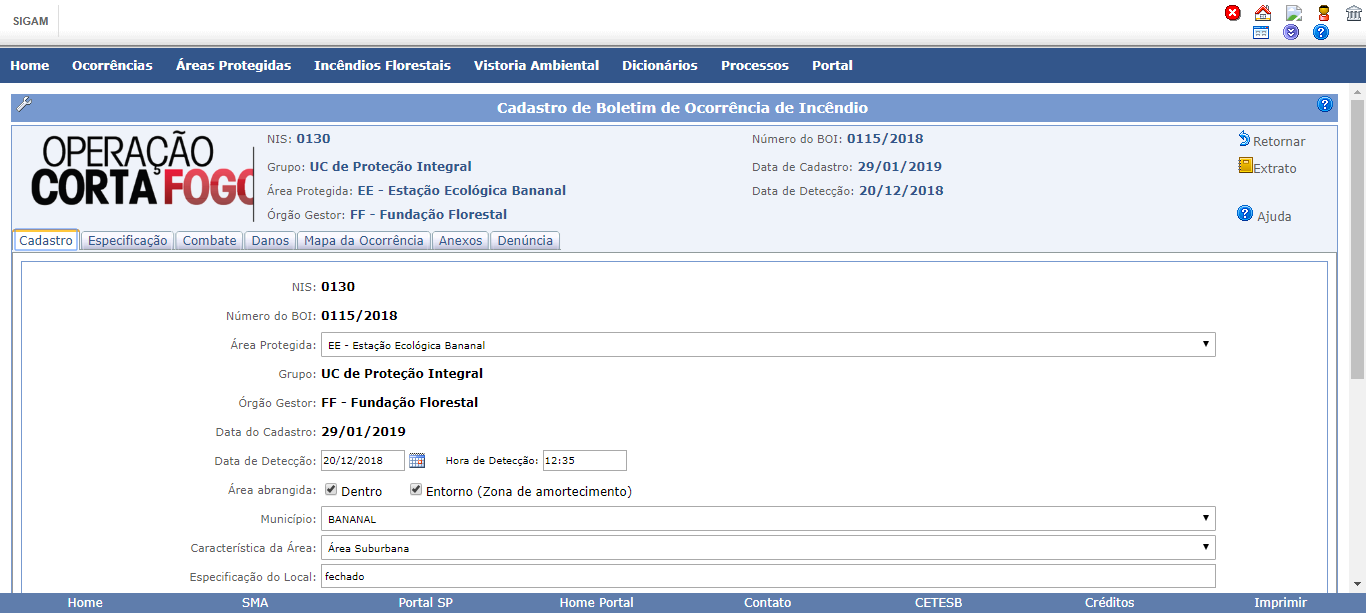 SIGAM
Home Ocorrências Áreas Protegidas Incêndios Florestais Vistoria Ambiental Dicionários Processos Portal
Cadastro de Boletim de Ocorrência de Incêndio
OPERAÇÃO
CORTA FOGO
NIS: 0130 Número do BOI: 0115/2018
Grupo: UC de Proteção Integral Data de Cadastro: 29/01/2019
Área Protegida: EE - Estação Ecológica Bananal Data de Detecção: 20/12/2018
Órgão Gestor: FF - Fundação Florestal
Retornar
Extrato
Ajuda
Cadastro Especificação Combate Danos Mapa da Ocorrência Anexos Denúncia
NIS: 0130
Número do BOI: 0115/2018
Área Protegida: EE - Estação Ecológica Bananal
Grupo: UC de Proteção Integral
Órgão Gestor: FF - Fundação Florestal
Data do Cadastro: 29/01/2019
Data de Detecção: 20/12/2018 Hora de Detecção: 12:35
Área abrangida: Dentro Entorno (Zona de amortecimento)
Município: BANANAL
Característica da Área: Área Suburbana
Especificação do Local: fechado
Home SMA Portal SP Home Portal Contato CETESB Créditos Imprimir